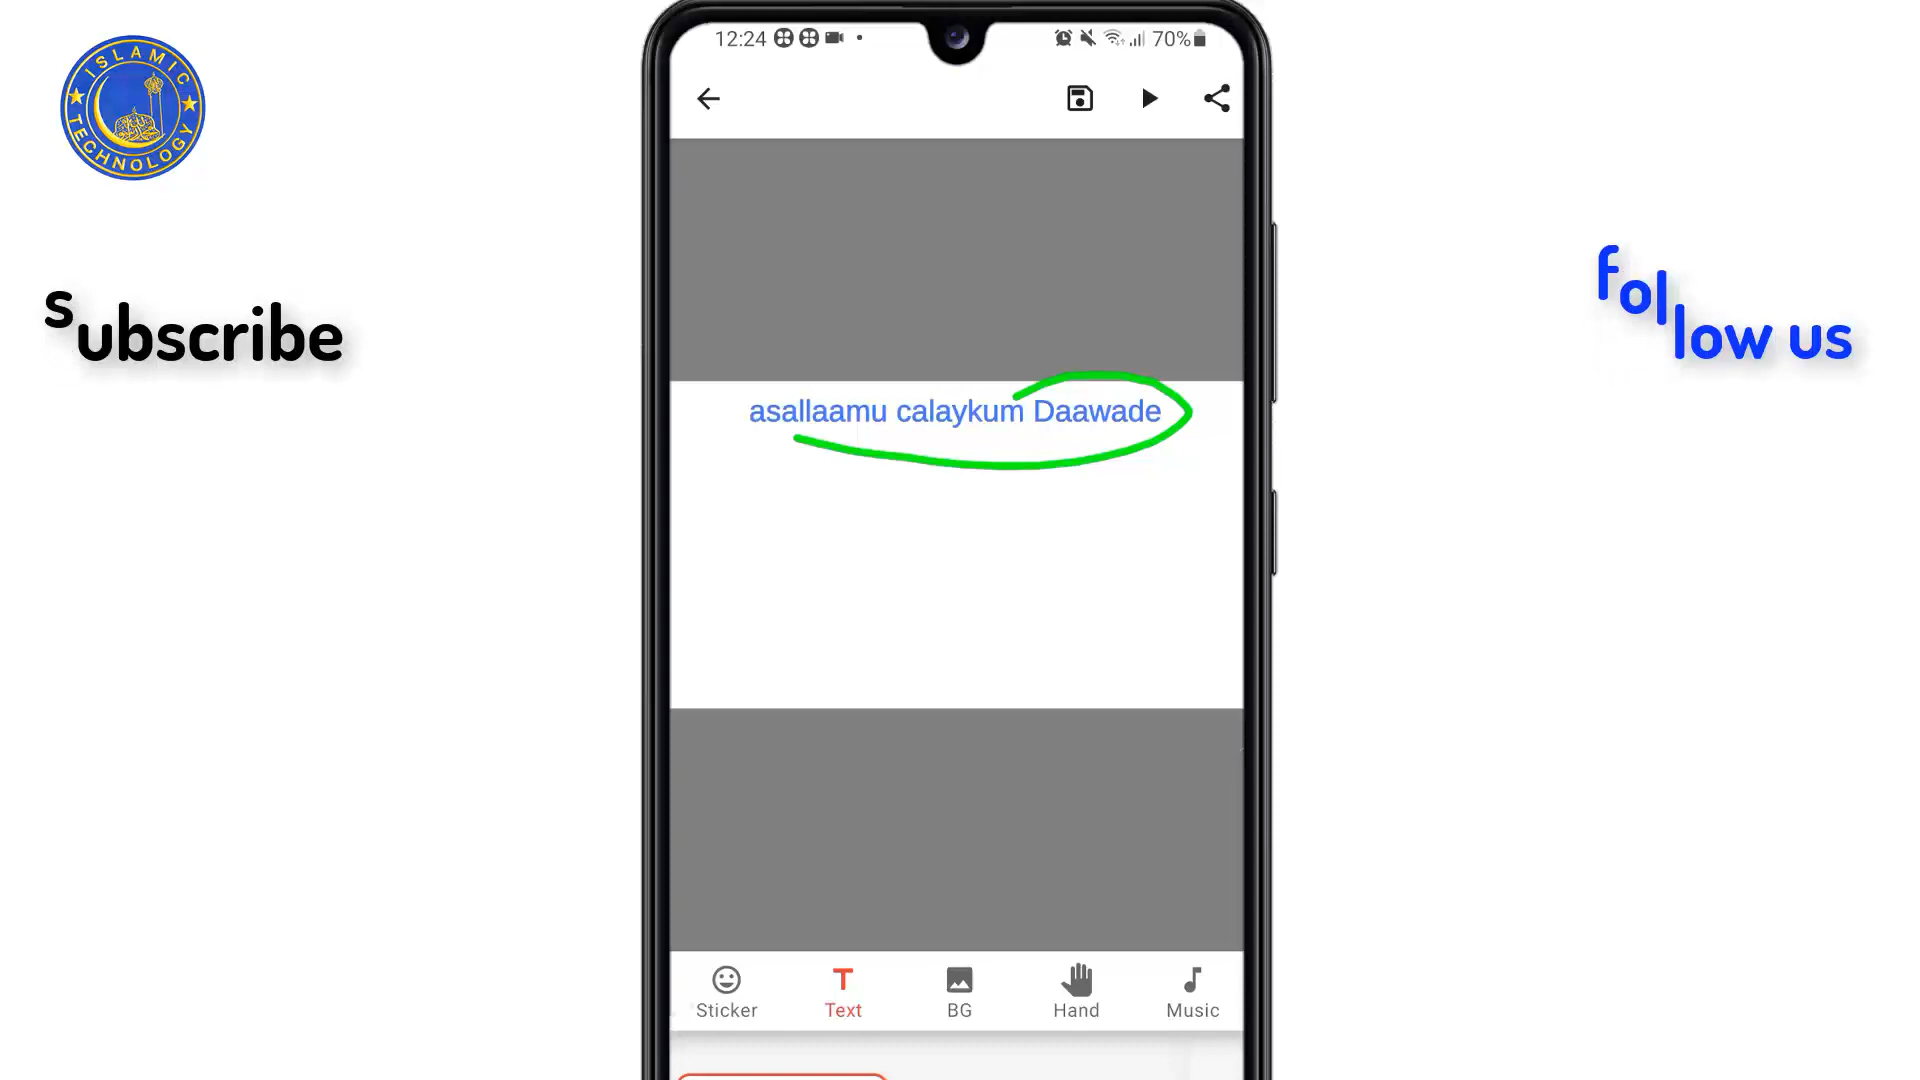 ISLAMIC
TECHNOLOGY
12:24
70%
subscribe
follow us
asallaamu calaykum Daawade
Sticker
Text
BG
Hand
Music